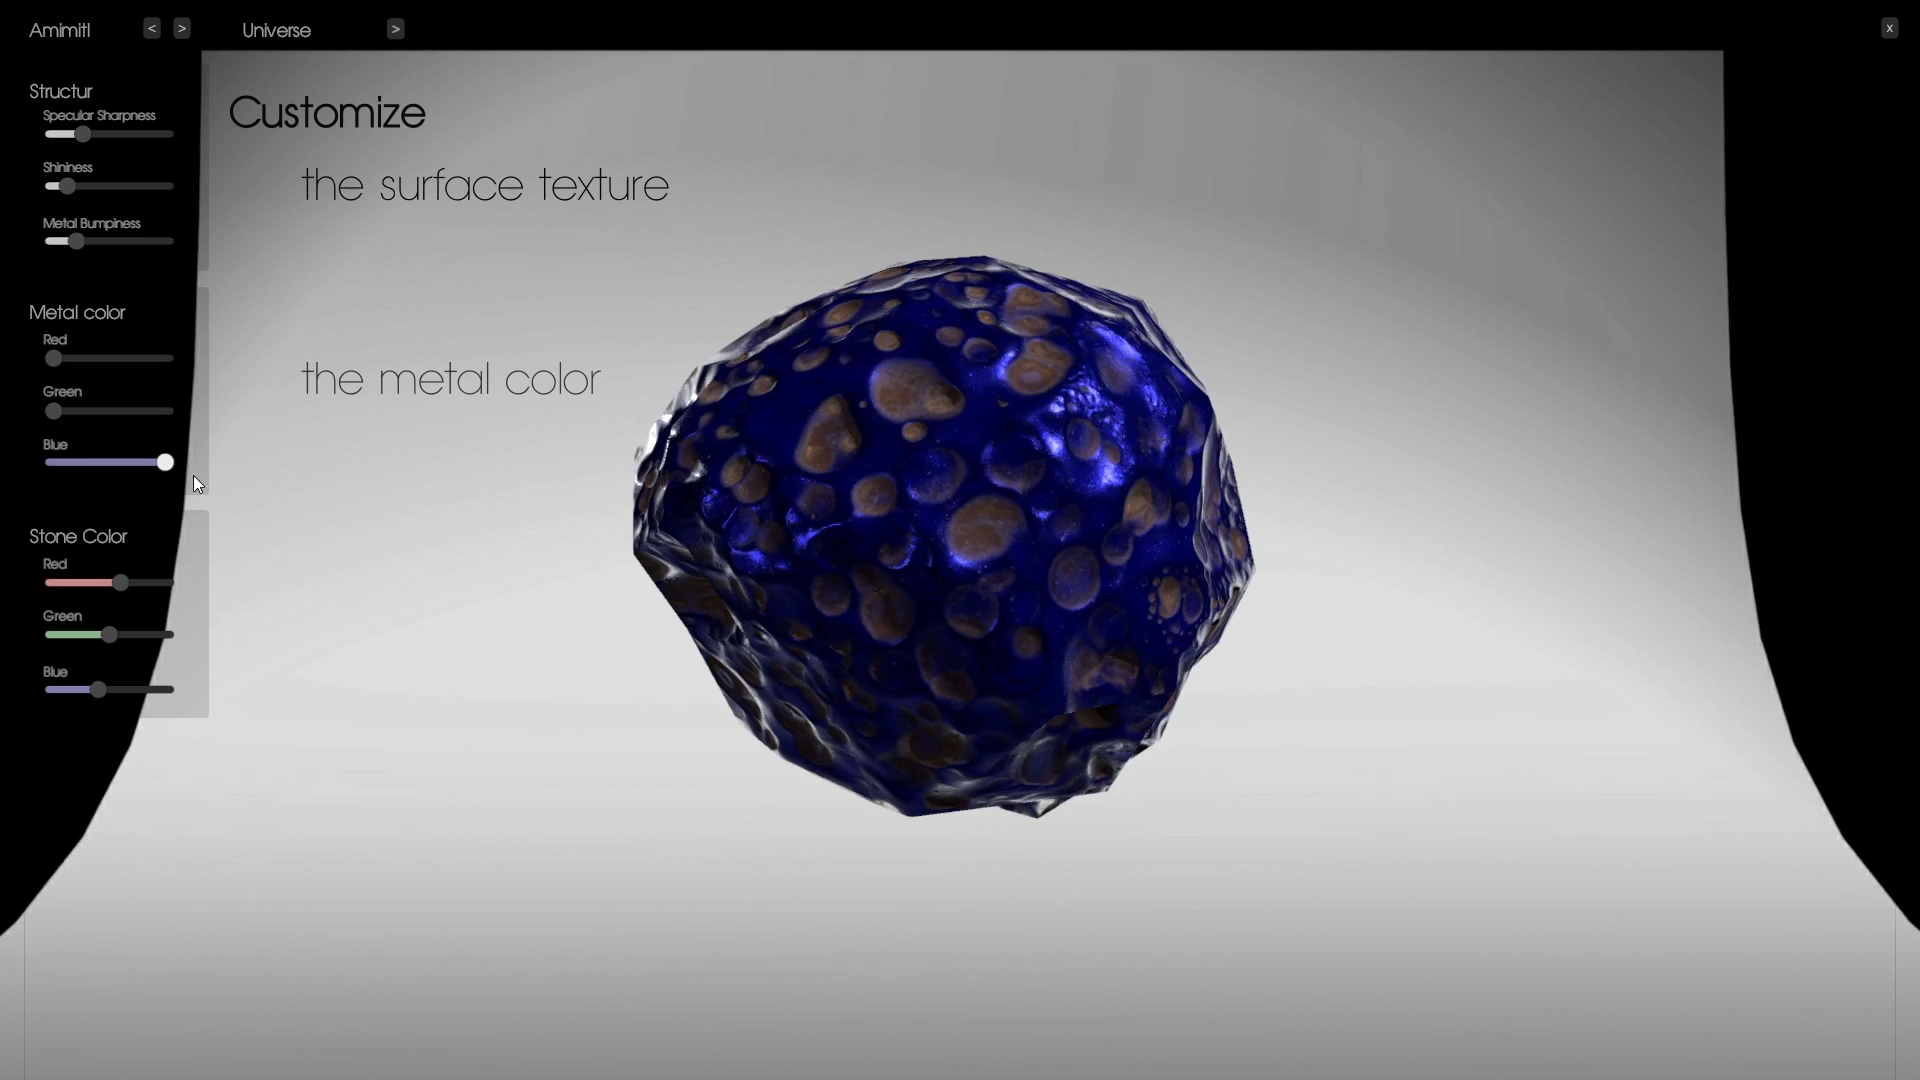 Amimitl < > Universe > x
Structur
Specular Sharpness
Shininess
Metal Bumpiness
Metal color
Red
Green
Blue
Stone Color
Red
Green
Blue
Customize
the surface texture
the metal color